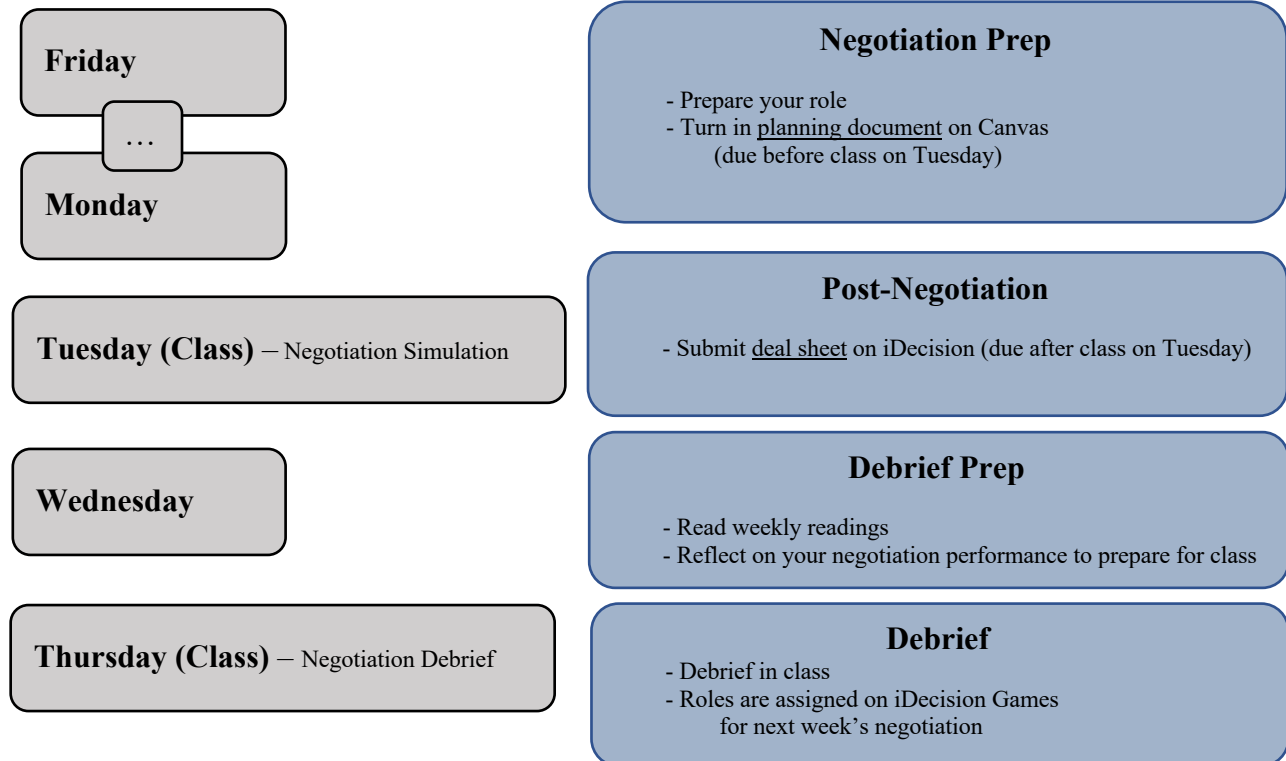 Friday
…
Monday
Negotiation Prep
- Prepare your role
- Turn in planning document on Canvas
(due before class on Tuesday)
Tuesday (Class) – Negotiation Simulation
Post-Negotiation
- Submit deal sheet on iDecision (due after class on Tuesday)
Wednesday
Debrief Prep
- Read weekly readings
- Reflect on your negotiation performance to prepare for class
Thursday (Class) – Negotiation Debrief
Debrief
- Debrief in class
- Roles are assigned on iDecision Games
for next week’s negotiation